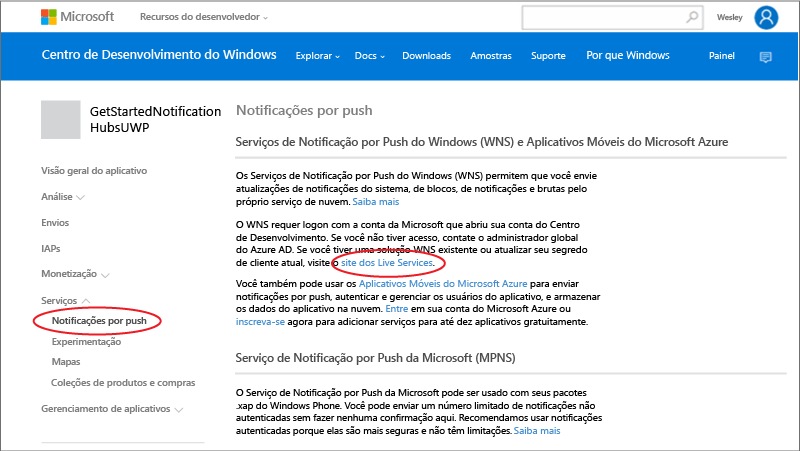 Microsoft
Recursos do desenvolvedor
Wesley
Centro de Desenvolvimento do Windows
Explorar
Docs
Downloads
Amostras
Suporte
Por que Windows
Painel
GetStartedNotification
HubsUWP
Visão geral do aplicativo
Análise
Envios
IAPs
Monetização
Serviços
Notificações por push
Experimentação
Mapas
Coleções de produtos e compras
Gerenciamento de aplicativos
Notificações por push
Serviços de Notificação por Push do Windows (WNS) e Aplicativos Móveis do Microsoft Azure
Os Serviços de Notificação por Push do Windows (WNS) permitem que você envie
atualizações de notificações do sistema, de blocos, de notificações e brutas pelo
próprio serviço de nuvem. Saiba mais
O WNS requer logon com a conta da Microsoft que abriu sua conta do Centro
de Desenvolvimento. Se você não tiver acesso, contate o administrador global
do Azure AD. Se você tiver uma solução WNS existente ou atualizar seu segredo
de cliente atual, visite o site dos Live Services.
Você também pode usar os Aplicativos Móveis do Microsoft Azure para enviar
notificações por push, autenticar e gerenciar os usuários do aplicativo, e armazenar
os dados do aplicativo na nuvem. Entre em sua conta do Microsoft Azure ou
inscreva-se agora para adicionar serviços para até dez aplicativos gratuitamente.
Serviço de Notificação por Push da Microsoft (MPNS)
O Serviço de Notificação por Push da Microsoft pode ser usado com seus pacotes
.xap do Windows Phone. Você pode enviar um número limitado de notificações não
autenticadas sem fazer nenhuma confirmação aqui. Recomendamos usar notificações
autenticadas porque elas são mais seguras e não têm limitações. Saiba mais